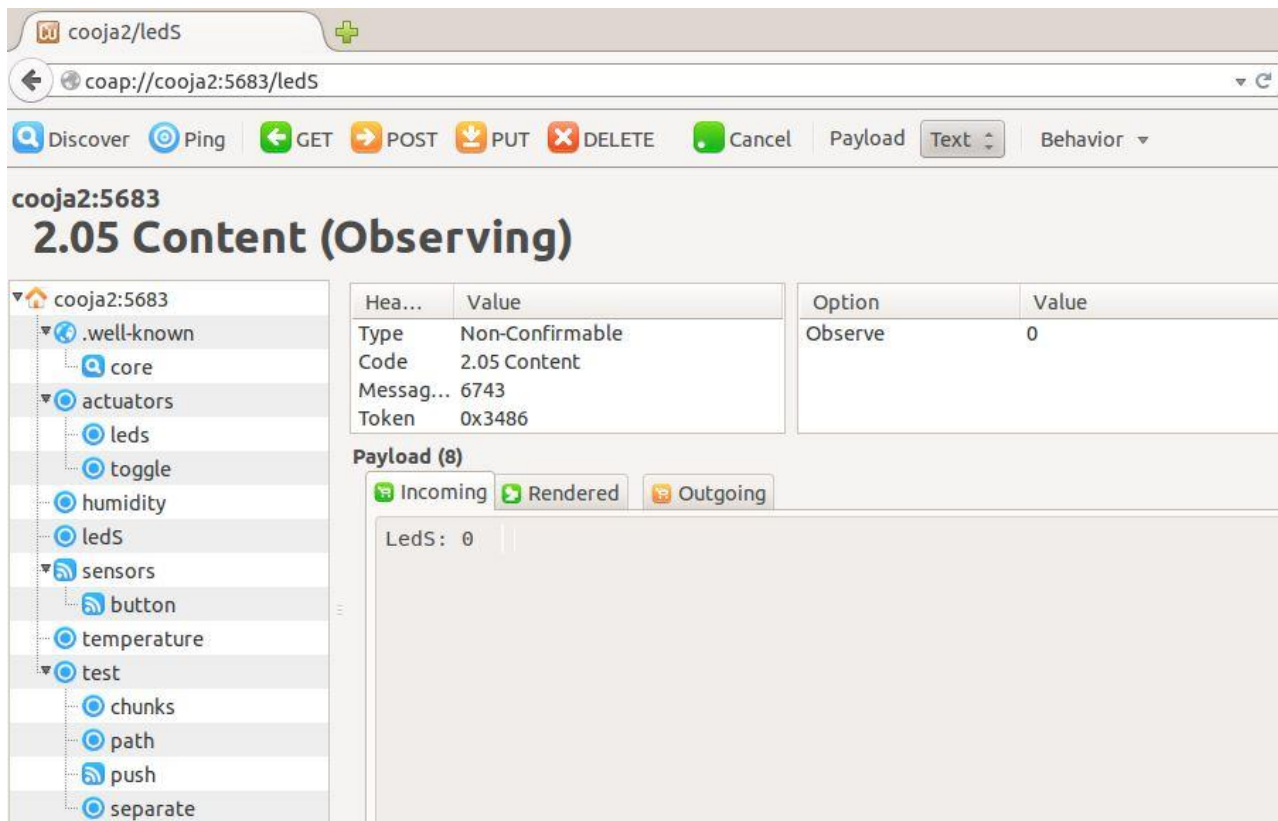 cooja2/ledS
coap://cooja2:5683/ledS
Discover Ping GET POST PUT DELETE Cancel Payload Text Behavior
cooja2:5683
2.05 Content (Observing)
cooja2:5683
.well-known
core
actuators
leds
toggle
humidity
ledS
sensors
button
temperature
test
chunks
path
push
separate
Hea... Value
Type Non-Confirmable
Code 2.05 Content
Messag... 6743
Token 0x3486
Option Value
Observe 0
Payload (8)
Incoming Rendered Outgoing
LedS: 0